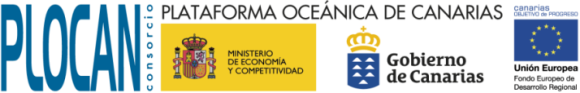 PLOCAN
consorcio
PLATAFORMA OCEÁNICA DE CANARIAS
MINISTERIO
DE ECONOMÍA
Y COMPETITIVIDAD
Gobierno
de Canarias
canarias
OBJETIVO DE PROGRESO
Unión Europea
Fondo Europeo de
Desarrollo Regional